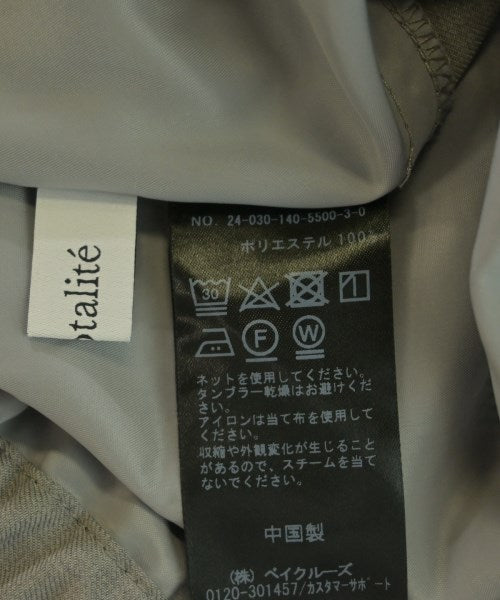 otalité
NO. 24-030-140-5500-3-0
ポリエステル 100%
30
F
W
ネットを使用してください。
タンブラー乾燥はお避けくださ
い。
アイロンは当て布を使用して
ください。
収縮や外観変化が生じること
があるので、スチームを当て
ないでください。
中国製
(株) ベイクルーズ
0120-301457/カスタマーサポート